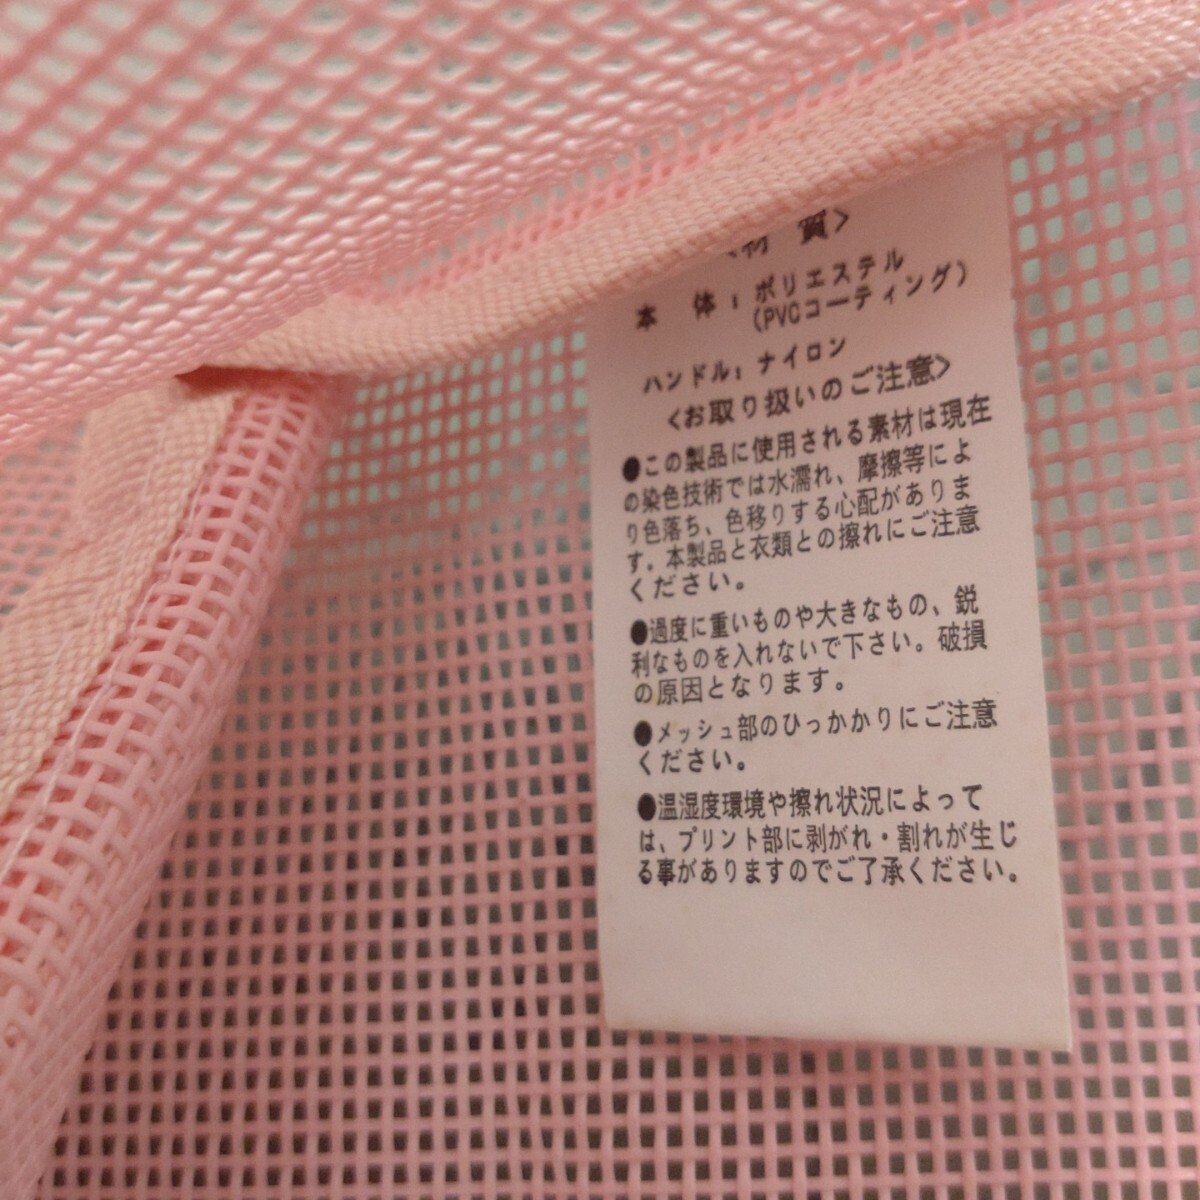 〈材　質〉
本　体：ポリエステル
（PVCコーティング）
ハンドル：ナイロン
〈お取り扱いのご注意〉
●この製品に使用される素材は現在
の染色技術では水濡れ、摩擦等によ
り色落ち、色移りする心配がありま
す。本製品と衣類との擦れにご注意
ください。
●過度に重いものや大きなもの、鋭
利なものを入れないで下さい。破損
の原因となります。
●メッシュ部のひっかかりにご注意
ください。
●温湿度環境や擦れ状況によって
は、プリント部に剥がれ・割れが生じ
る事がありますのでご了承ください。